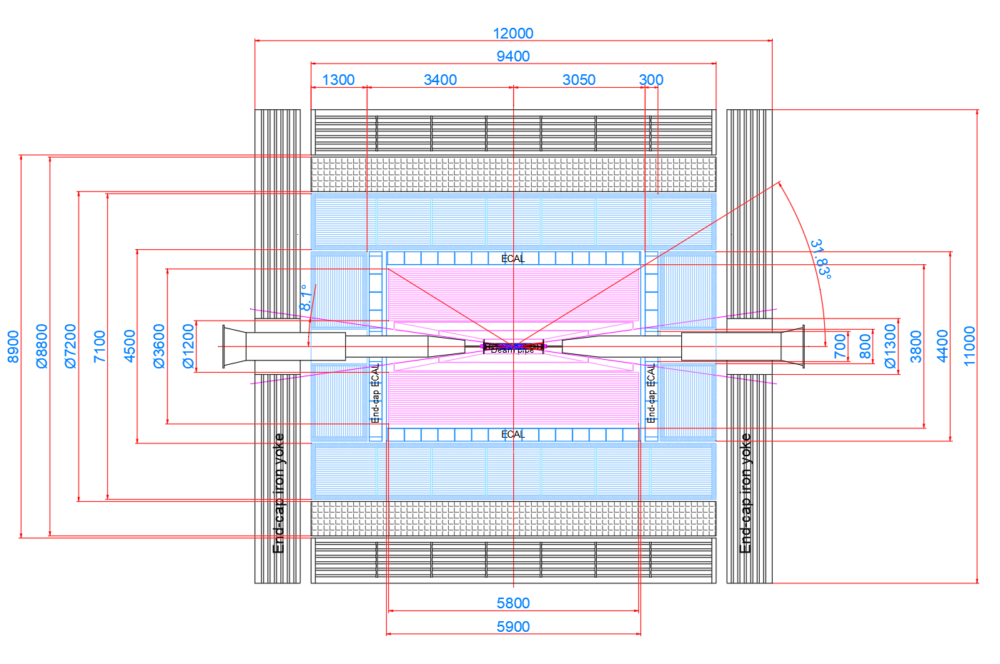 12000
9400
1300
3400
3050
300
ECAL
31.83°
8.1°
8900
Ø8800
Ø7200
7100
4500
Ø3600
Ø1200
Beam pipe
700
800
Ø1300
3800
4400
11000
End-cap ECAL
End-cap ECAL
ECAL
End-cap iron yoke
End-cap iron yoke
5800
5900